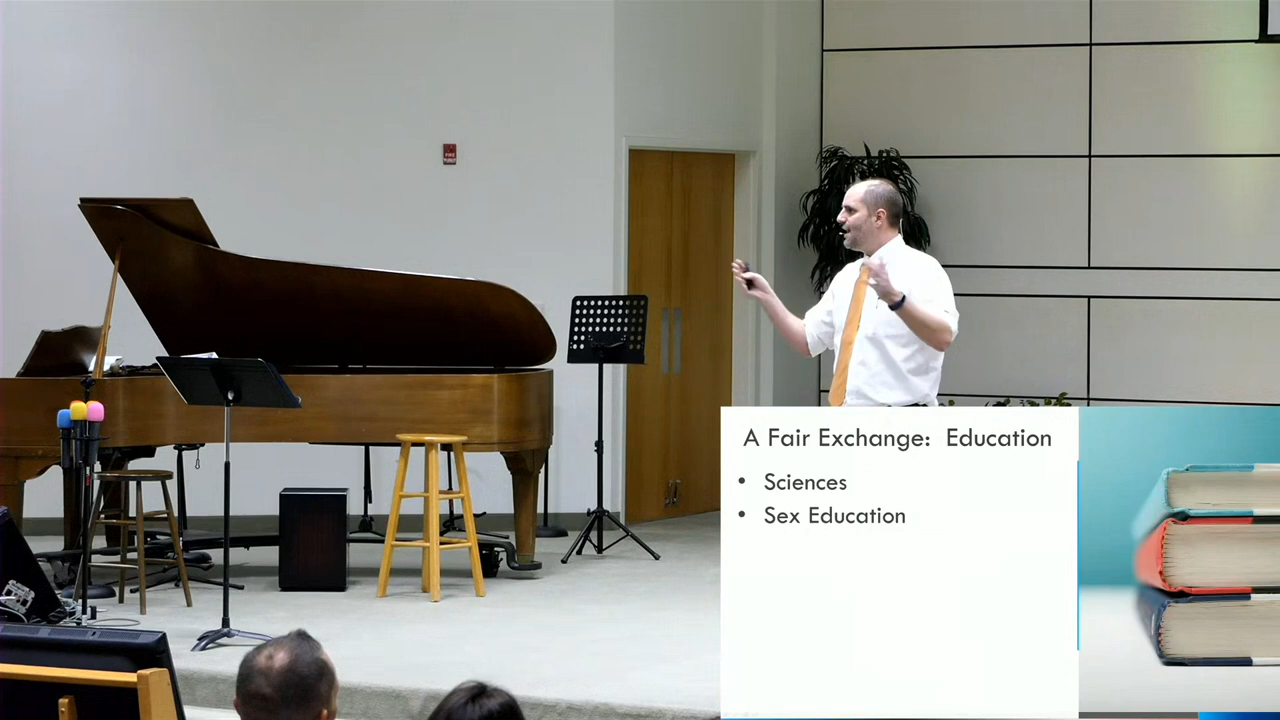 A Fair Exchange: Education
• Sciences
• Sex Education